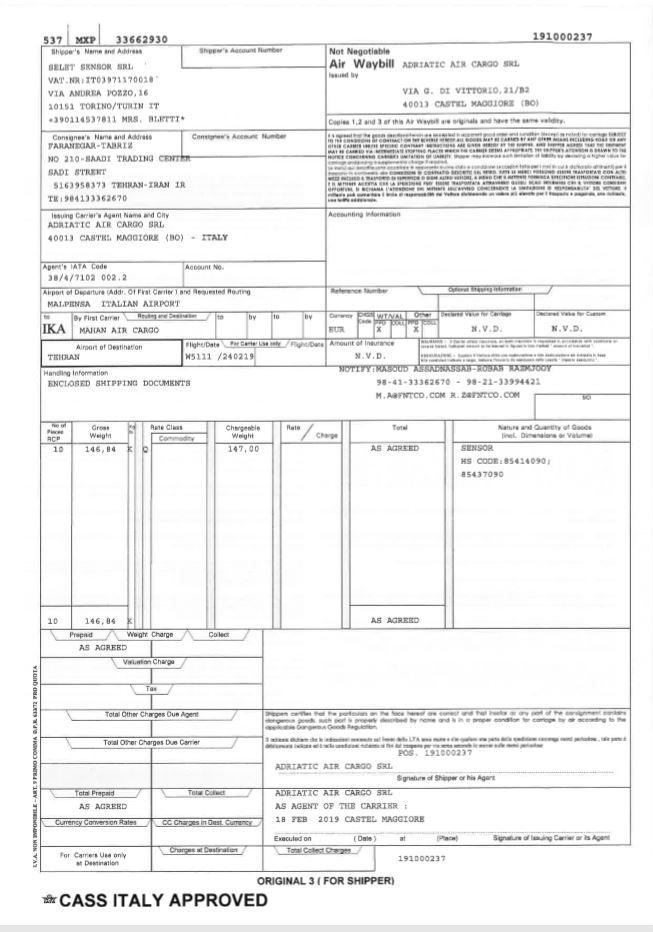 537 MXP 33662930
191000237
Shipper's Name and Address
Shipper's Account Number
SELET SENSOR SRL
VAT.NR:IT03971170018
VIA ANDREA POZZO,16
10151 TORINO/TURIN IT
*390116537811 MRS. BLETTI*
Not Negotiable
Air Waybill ADRIATIC AIR CARGO SRL
Issued by
VIA G. DI VITTORIO,21/B2
40013 CASTEL MAGGIORE (BO)
Copies 1,2 and 3 of this Air Waybill are originals and have the same validity.
Consignee's Name and Address
Consignee's Account Number
FARANEGAR-TABRIZ
NO 210-SAADI TRADING CENTER
SADI STREET
5163958373 TEHRAN-IRAN IR
TE:984133362670
Issuing Carrier's Agent Name and City
ADRIATIC AIR CARGO SRL
40013 CASTEL MAGGIORE (BO) - ITALY
Accounting Information
Agent's IATA Code
Account No.
38/4/7102 002.2
Airport of Departure (Addr. Of First Carrier ) and Requested Routing
MALPENSA ITALIAN AIRPORT
Reference Number
Optional Shipping Information
to By First Carrier Routing and Destination to by to by
IKA MAHAN AIR CARGO
Currency CHGS Code WT/VAL Other Declared Value for Carriage Declared Value for Custom
PPD COLL PPD COLL
EUR X X N.V.D. N.V.D.
Airport of Destination
Flight/Date For Carrier Use only Flight/Date
Amount of Insurance
TEHRAN
W5111 /240219
N.V.D.
Handling Information
ENCLOSED SHIPPING DOCUMENTS
NOTIFY:MASOUD ASSADNASSAB-ROBAB RAZMJOOY
98-41-33362670 - 98-21-33994421
M.A@FNTCO.COM R.Z@FNTCO.COM
SCI
No of Pieces RCP
Gross Weight
Kg lb
Rate Class
Commodity
Chargeable Weight
Rate / Charge
Total
Nature and Quantity of Goods
(incl. Dimensions or Volume)
10 146,84 K Q 147,00 AS AGREED SENSOR
HS CODE:85414090;
85437090
10 146,84 K AS AGREED
Prepaid Weight Charge Collect
AS AGREED
Valuation Charge
Tax
Total Other Charges Due Agent
Shippers certifies that the particulars on the face hereof are correct and that insofar as any part of the consignment contains
dangerous goods, such part is properly described by name and is in a proper condition for carriage by air according to the
applicable Dangerous Goods Regulation.
Total Other Charges Due Carrier
POS. 191000237
ADRIATIC AIR CARGO SRL
Signature of Shipper or his Agent
Total Prepaid
Total Collect
AS AGREED
ADRIATIC AIR CARGO SRL
AS AGENT OF THE CARRIER :
18 FEB 2019 CASTEL MAGGIORE
Currency Conversion Rates
CC Charges in Dest. Currency
Executed on (Date) at (Place) Signature of Issuing Carrier or its Agent
For Carriers Use only
at Destination
Charges at Destination
Total Collect Charges
191000237
I.V.A. NON IMPONIBILE - ART. 9 PRIMO COMMA D.P.R. 633/72 PRO QUOTA
ORIGINAL 3 ( FOR SHIPPER)
CASS ITALY APPROVED